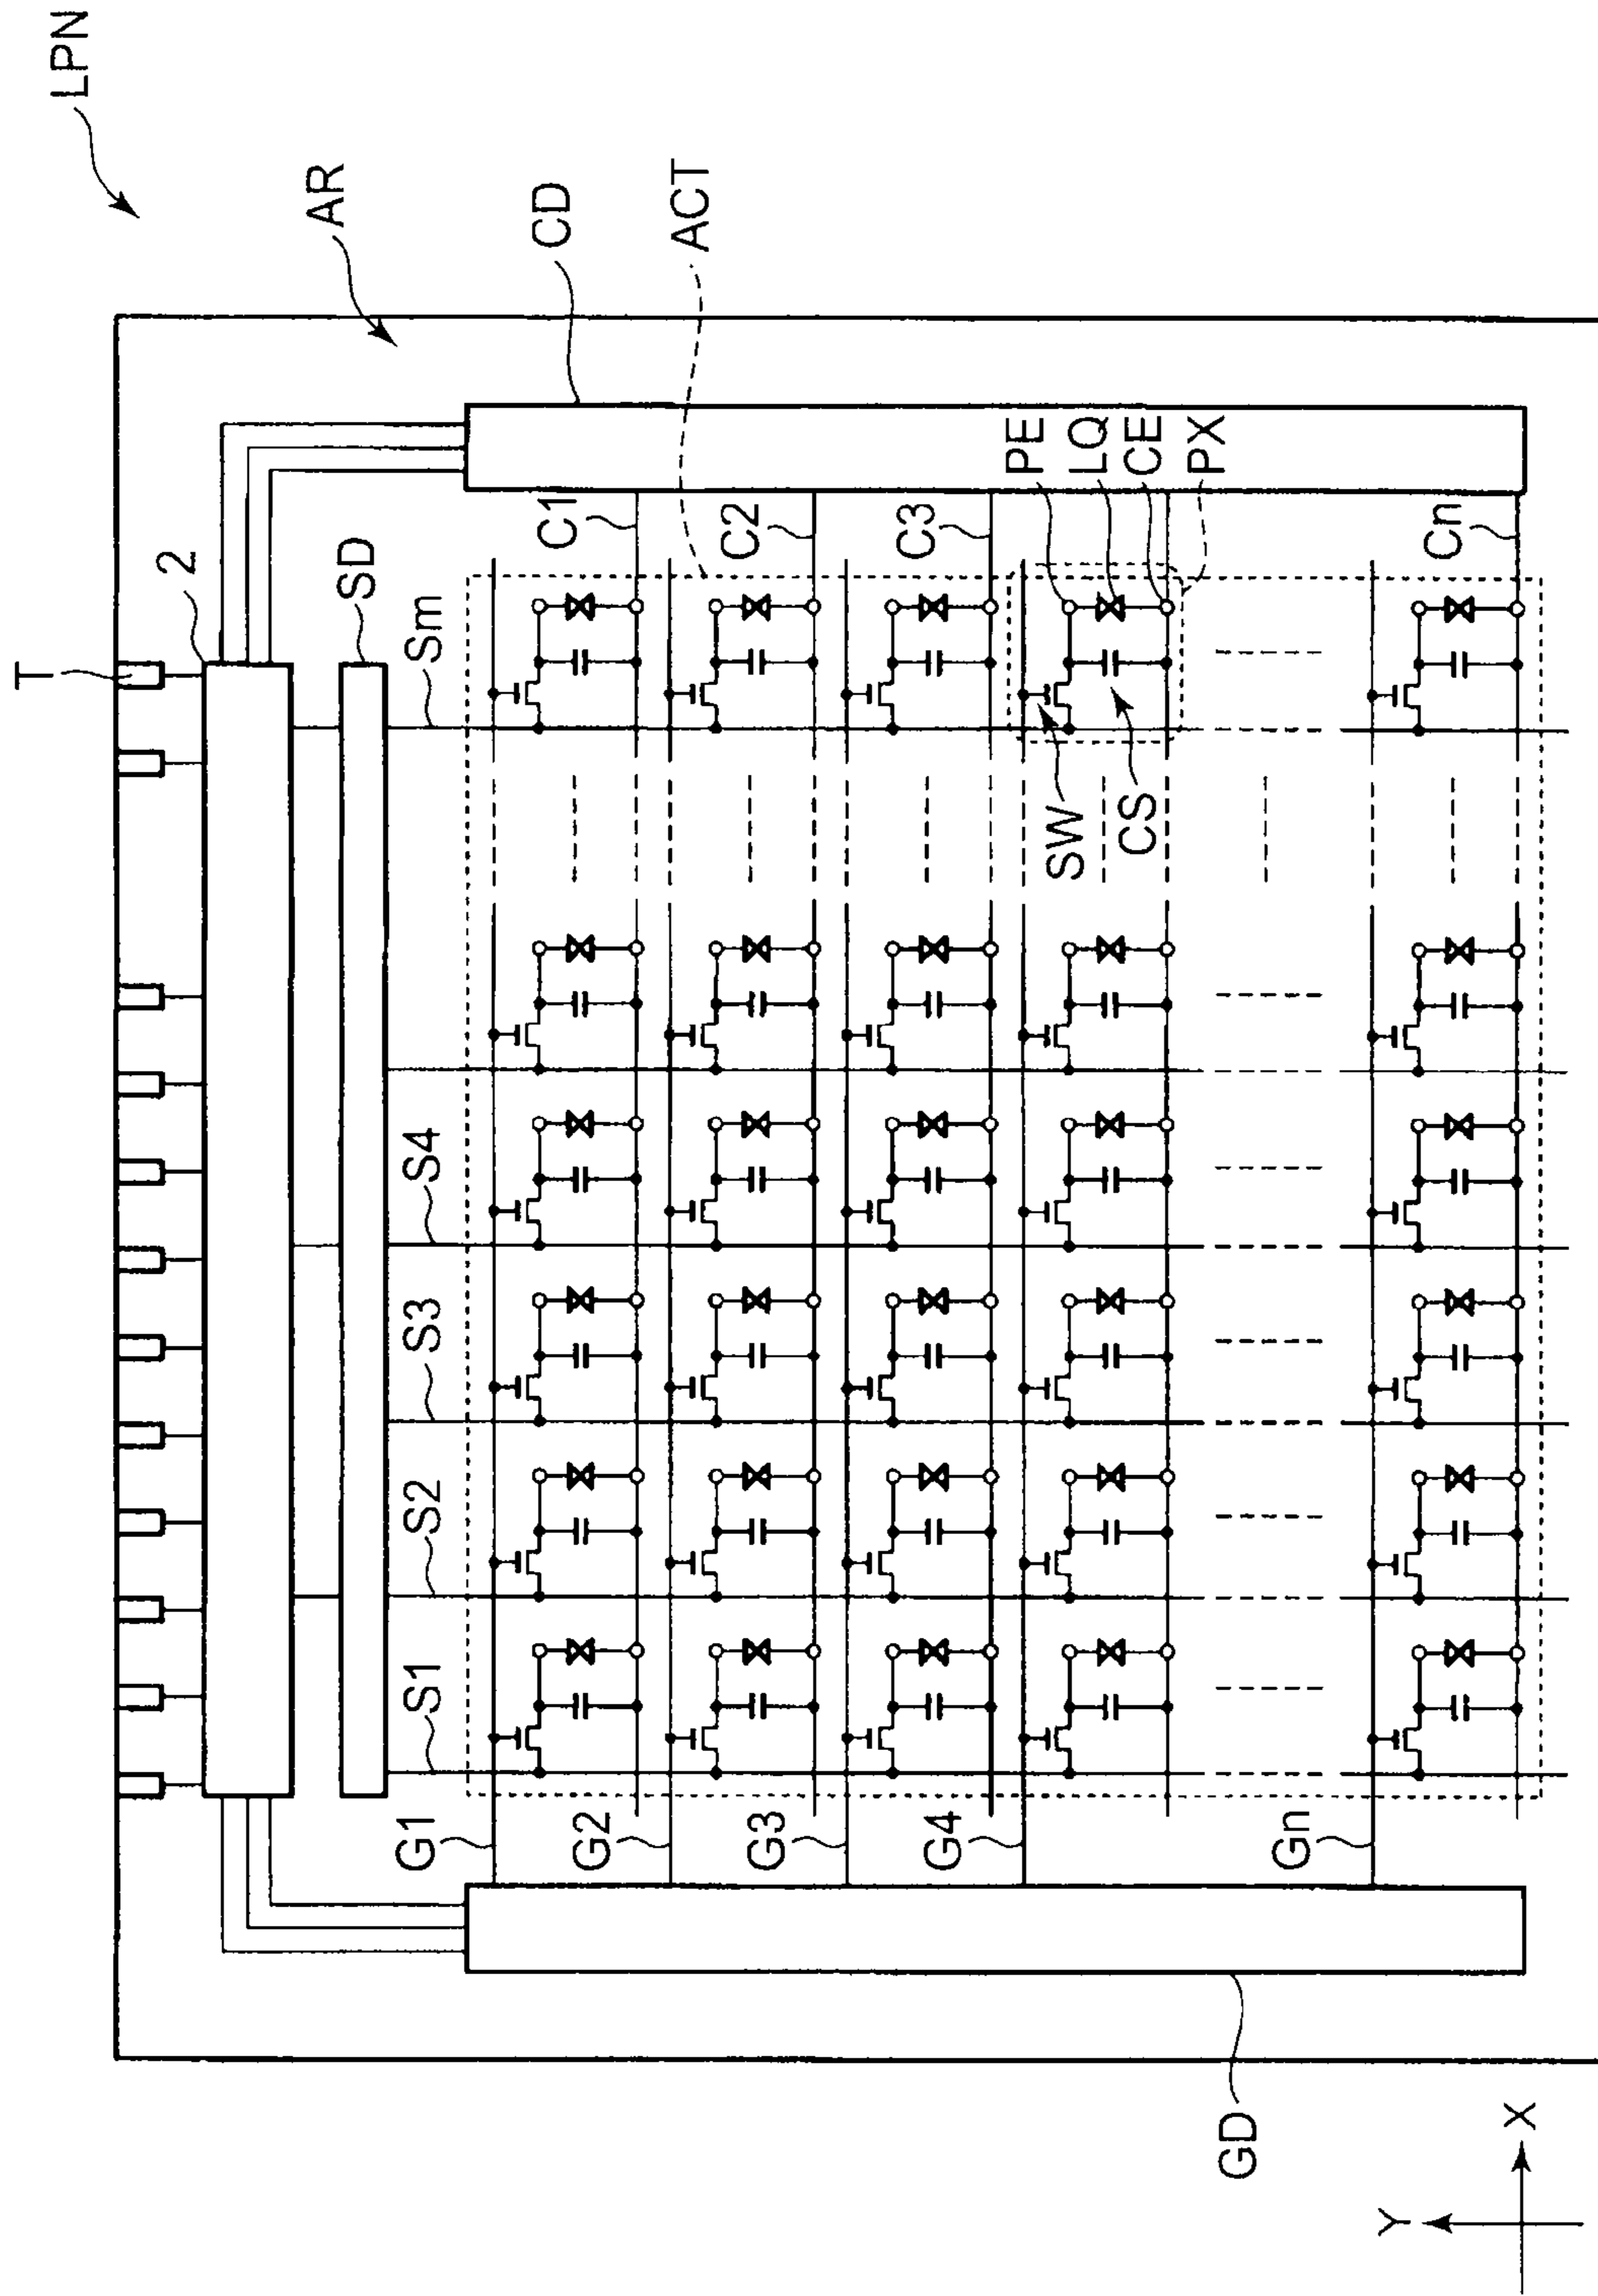 LPN
AR
CD
ACT
T
2
SD
Sm
S4
S3
S2
S1
C1
C2
C3
Cn
PE
LQ
CE
PX
SW
CS
G1
G2
G3
G4
Gn
GD
Y
X